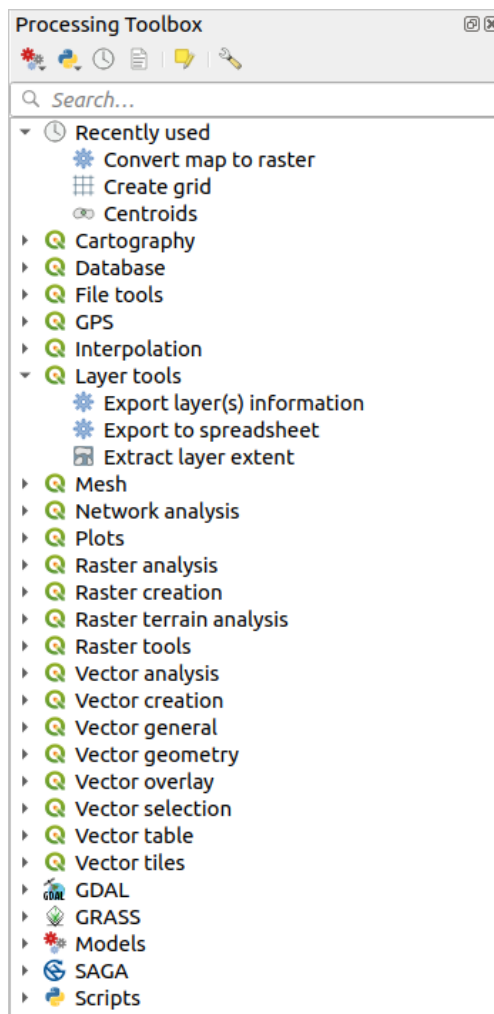 Processing Toolbox
Search...
Recently used
Convert map to raster
Create grid
Centroids
Cartography
Database
File tools
GPS
Interpolation
Layer tools
Export layer(s) information
Export to spreadsheet
Extract layer extent
Mesh
Network analysis
Plots
Raster analysis
Raster creation
Raster terrain analysis
Raster tools
Vector analysis
Vector creation
Vector general
Vector geometry
Vector overlay
Vector selection
Vector table
Vector tiles
GDAL GDAL
GRASS
Models
SAGA
Scripts